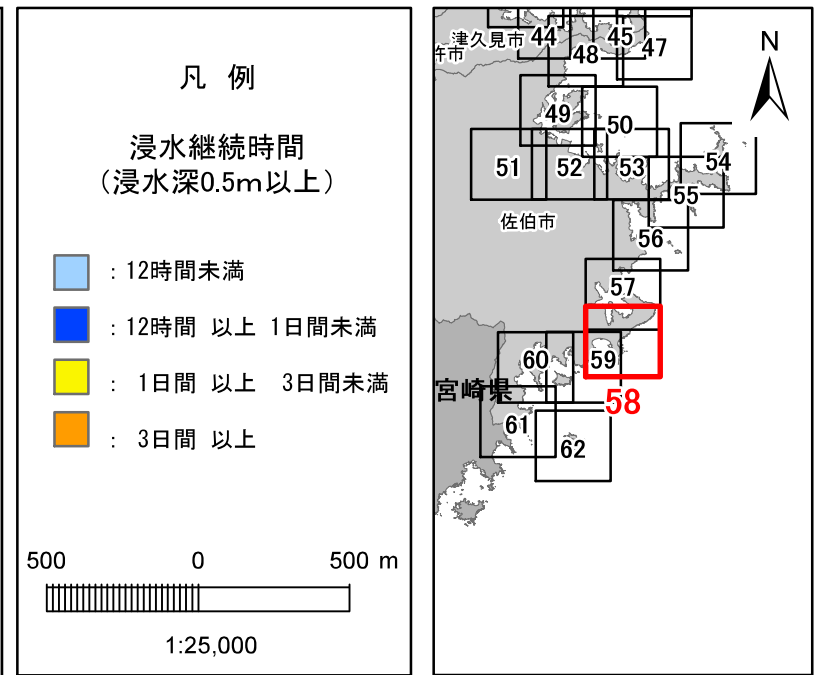 凡 例
浸水継続時間
（浸水深0.5m以上）
：12時間未満
：12時間 以上 1日間未満
： 1日間 以上 3日間未満
： 3日間 以上
500 0 500 m
1:25,000
津久見市
44
45
47
48
杵市
N
49
50
51
52
53
54
55
佐伯市
56
57
60
59
宮崎県
58
61
62